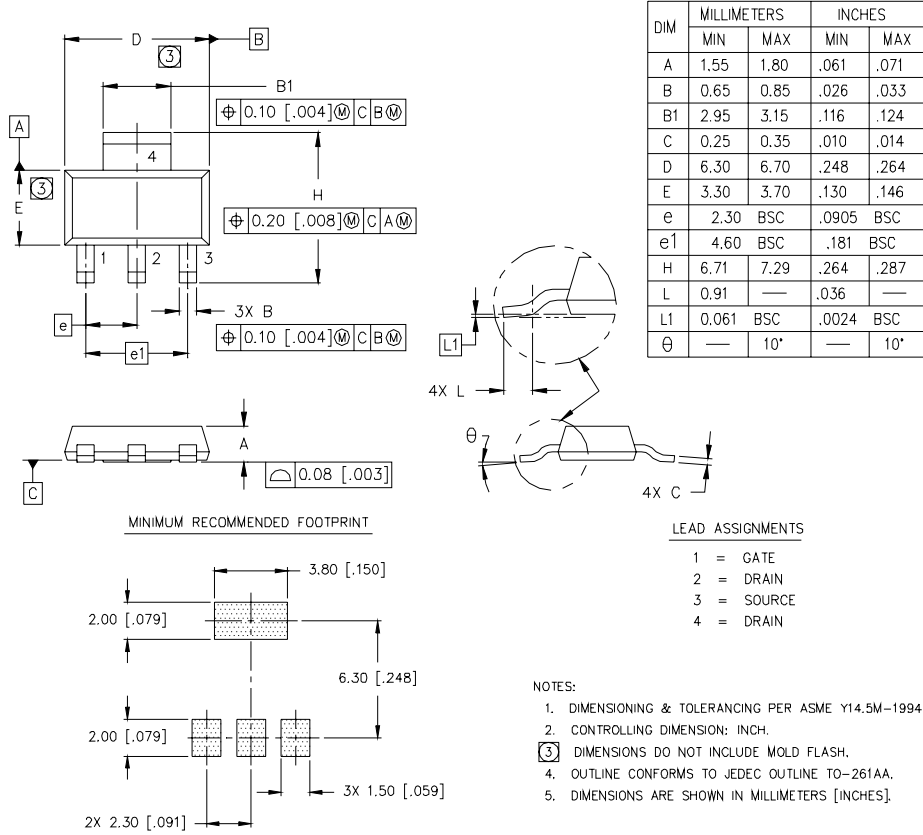 D
B
③
B1
⌖ 0.10 [.004]Ⓜ C BⓂ
A
4
③
E
H
⌖ 0.20 [.008]Ⓜ C AⓂ
1 2 3
3X B
e
⌖ 0.10 [.004]Ⓜ C BⓂ
e1
L1
4X L
A
θ
⌓ 0.08 [.003]
4X C
C
DIM MILLIMETERS INCHES
MIN MAX MIN MAX
A 1.55 1.80 .061 .071
B 0.65 0.85 .026 .033
B1 2.95 3.15 .116 .124
C 0.25 0.35 .010 .014
D 6.30 6.70 .248 .264
E 3.30 3.70 .130 .146
e 2.30 BSC .0905 BSC
e1 4.60 BSC .181 BSC
H 6.71 7.29 .264 .287
L 0.91 — .036 —
L1 0.061 BSC .0024 BSC
θ — 10° — 10°
MINIMUM RECOMMENDED FOOTPRINT
3.80 [.150]
2.00 [.079]
6.30 [.248]
2.00 [.079]
3X 1.50 [.059]
2X 2.30 [.091]
LEAD ASSIGNMENTS
1 = GATE
2 = DRAIN
3 = SOURCE
4 = DRAIN
NOTES:
1. DIMENSIONING & TOLERANCING PER ASME Y14.5M-1994
2. CONTROLLING DIMENSION: INCH.
③ DIMENSIONS DO NOT INCLUDE MOLD FLASH.
4. OUTLINE CONFORMS TO JEDEC OUTLINE TO-261AA.
5. DIMENSIONS ARE SHOWN IN MILLIMETERS [INCHES].